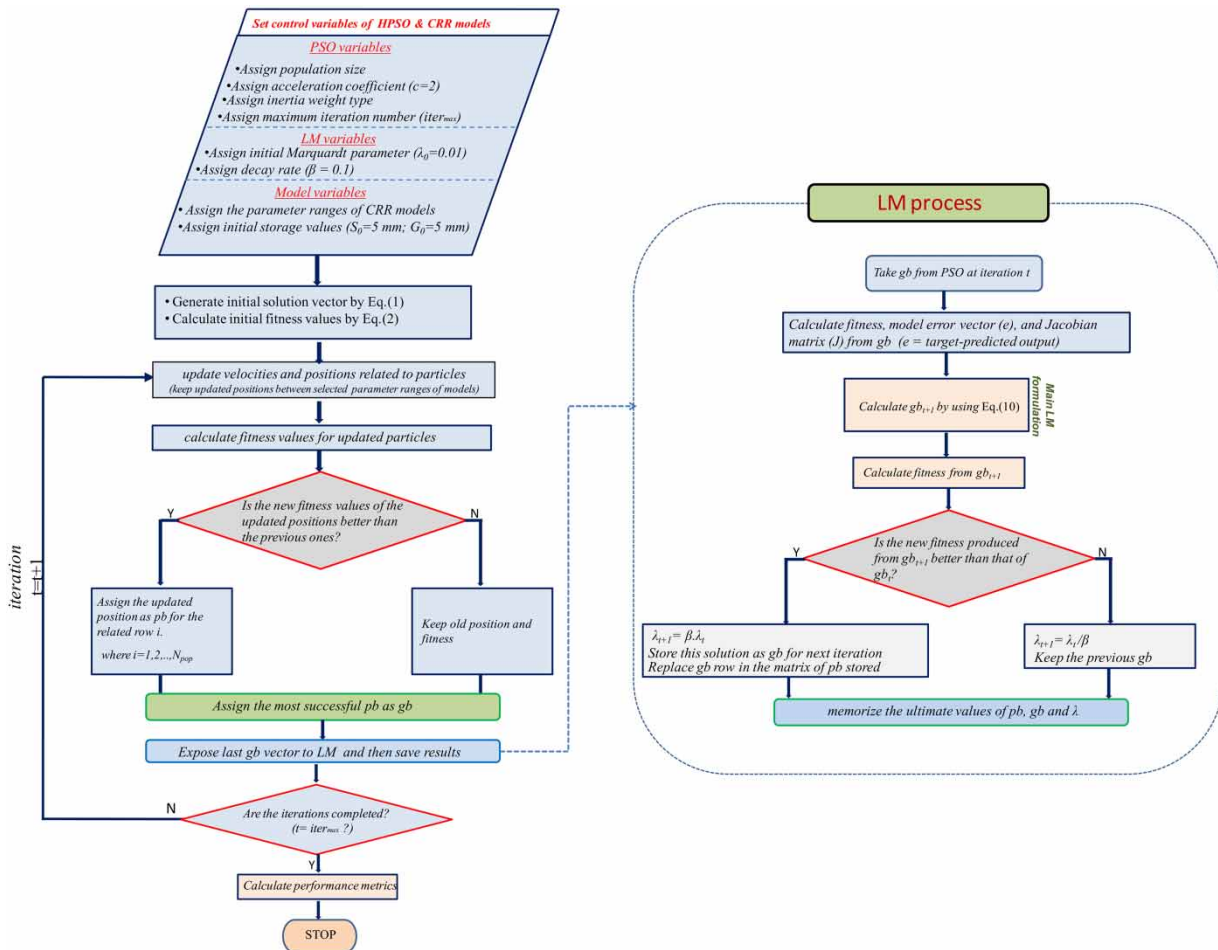 Set control variables of HPSO & CRR models
PSO variables
•Assign population size
•Assign acceleration coefficient (c=2)
•Assign inertia weight type
•Assign maximum iteration number (itermax)
LM variables
•Assign initial Marquardt parameter (λ0=0.01)
•Assign decay rate (β = 0.1)
Model variables
• Assign the parameter ranges of CRR models
•Assign initial storage values (S0=5 mm; G0=5 mm)
• Generate initial solution vector by Eq.(1)
• Calculate initial fitness values by Eq.(2)
update velocities and positions related to particles
(keep updated positions between selected parameter ranges of models)
calculate fitness values for updated particles
Is the new fitness values of the
updated positions better than
the previous ones?
Y
N
iteration
t=t+1
Assign the updated
position as pb for the
related row i.
where i=1,2,..,Npop
Keep old position and
fitness
Assign the most successful pb as gb
Expose last gb vector to LM and then save results
N
Are the iterations completed?
(t= itermax ?)
Y
Calculate performance metrics
STOP
LM process
Take gb from PSO at iteration t
Calculate fitness, model error vector (e), and Jacobian
matrix (J) from gb (e = target-predicted output)
Calculate gbt+1 by using Eq.(10)
Main LM
formulation
Calculate fitness from gbt+1
Is the new fitness produced
from gbt+1 better than that of
gbt?
Y
N
λt+1= β.λt
Store this solution as gb for next iteration
Replace gb row in the matrix of pb stored
λt+1= λt/β
Keep the previous gb
memorize the ultimate values of pb, gb and λ